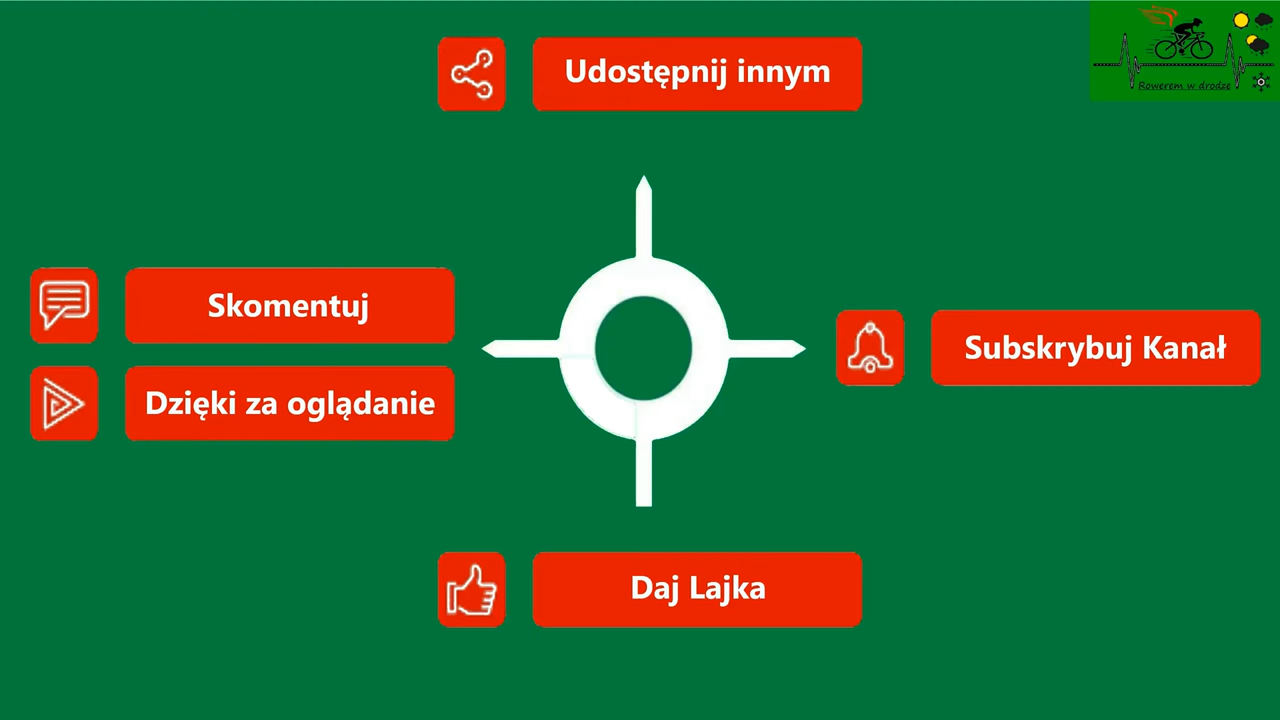 Udostępnij innym
Rowerem w drodze
Skomentuj
Dzięki za oglądanie
Subskrybuj Kanał
Daj Lajka